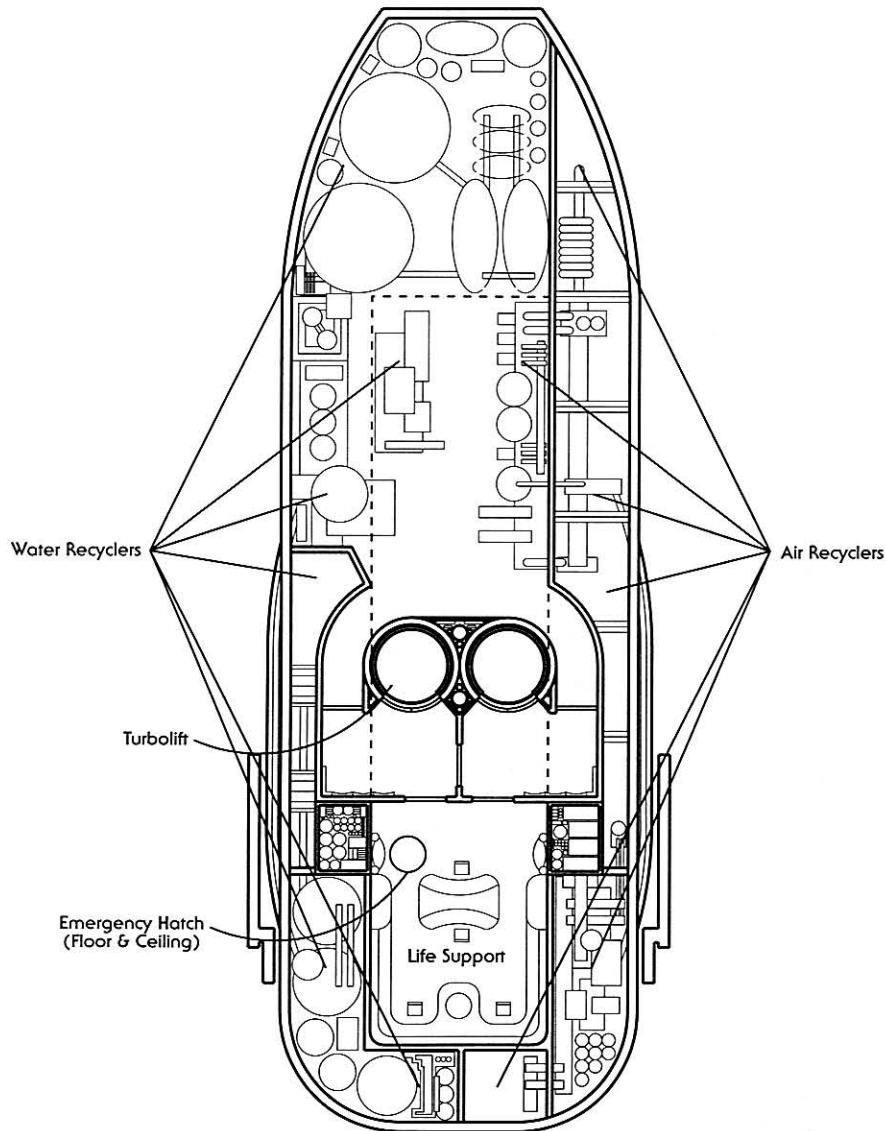 Water Recyclers
Air Recyclers
Turbolift
Emergency Hatch
(Floor & Ceiling)
Life Support